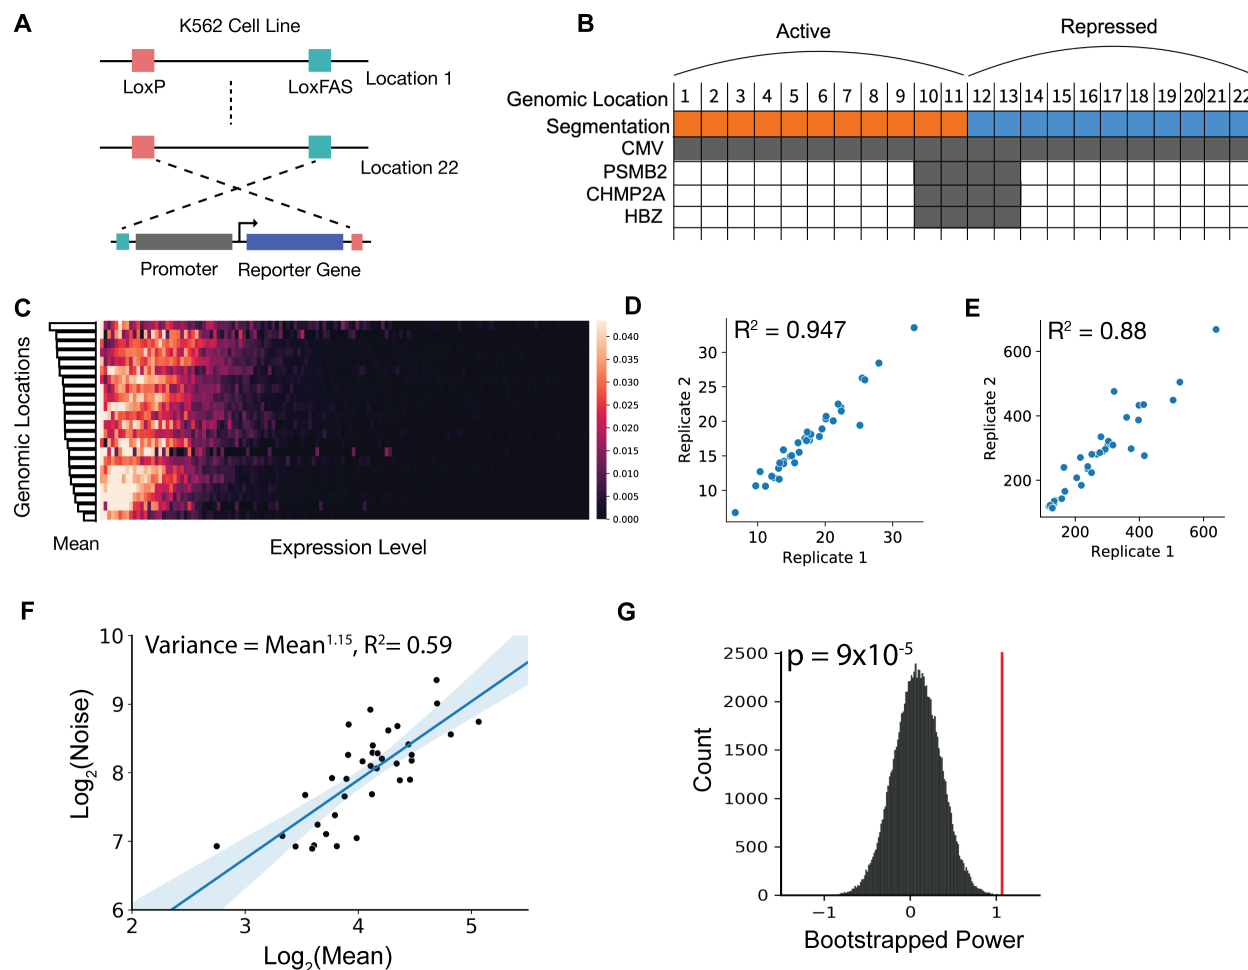 A
K562 Cell Line
LoxP
LoxFAS
Location 1
Location 22
Promoter
Reporter Gene
B
Active
Repressed
Genomic Location 1 2 3 4 5 6 7 8 9 10 11 12 13 14 15 16 17 18 19 20 21 22
Segmentation
CMV
PSMB2
CHMP2A
HBZ
C
Genomic Locations
Mean
Expression Level
0.040
0.035
0.030
0.025
0.020
0.015
0.010
0.005
0.000
D
R² = 0.947
Replicate 2
30
25
20
15
10
10 20 30
Replicate 1
E
R² = 0.88
Replicate 2
600
400
200
200 400 600
Replicate 1
F
Variance = Mean^1.15, R²= 0.59
Log₂(Noise)
10
9
8
7
6
2 3 4 5
Log₂(Mean)
G
p = 9x10^-5
Count
2500
2000
1500
1000
500
0
−1 0 1
Bootstrapped Power